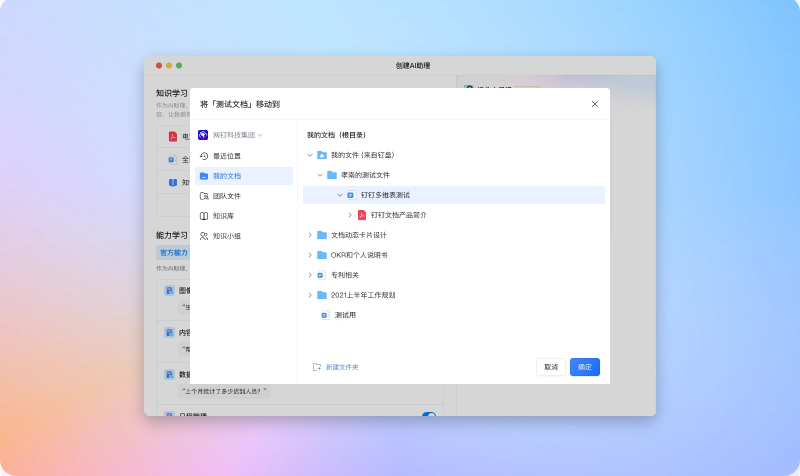 创建AI助理
知识学习
作为AI助理，
将「测试文档」移动到
网钉科技集团
最近位置
我的文档
团队文件
知识库
知识小组
我的文档（根目录）
我的文件 (来自钉盘)
孝南的测试文件
钉钉多维表测试
钉钉文档产品简介
文档动态卡片设计
OKR和个人说明书
专利相关
2021上半年工作规划
测试用
新建文件夹
取消
确定
能力学习
官方能力
作为AI助理，
图像
内容
数据
"上个月统计了多少迟到人员？"